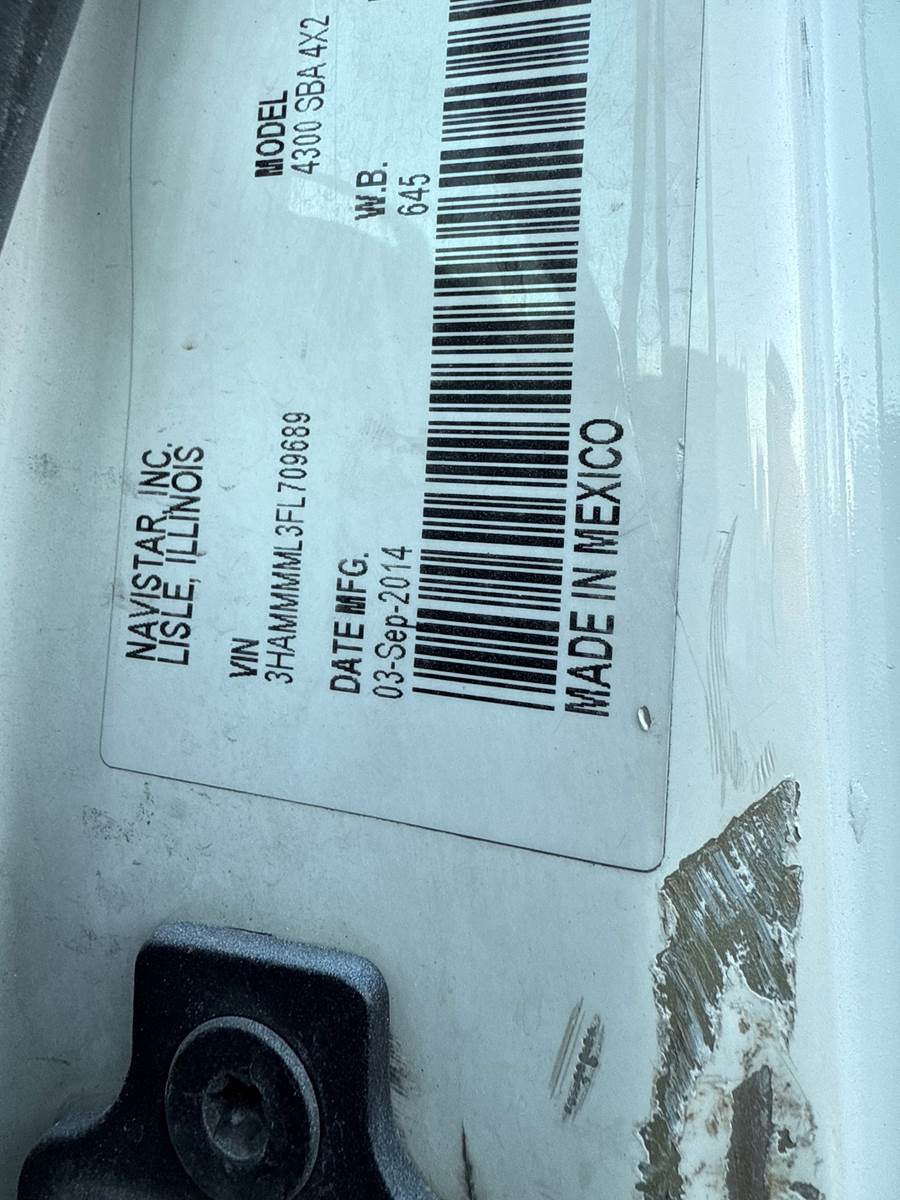 NAVISTAR, INC.
LISLE, ILLINOIS
VIN
3HAMMMML3FL709689
MODEL
4300 SBA 4X2
DATE MFG.
03-Sep-2014
W.B.
645
MADE IN MEXICO